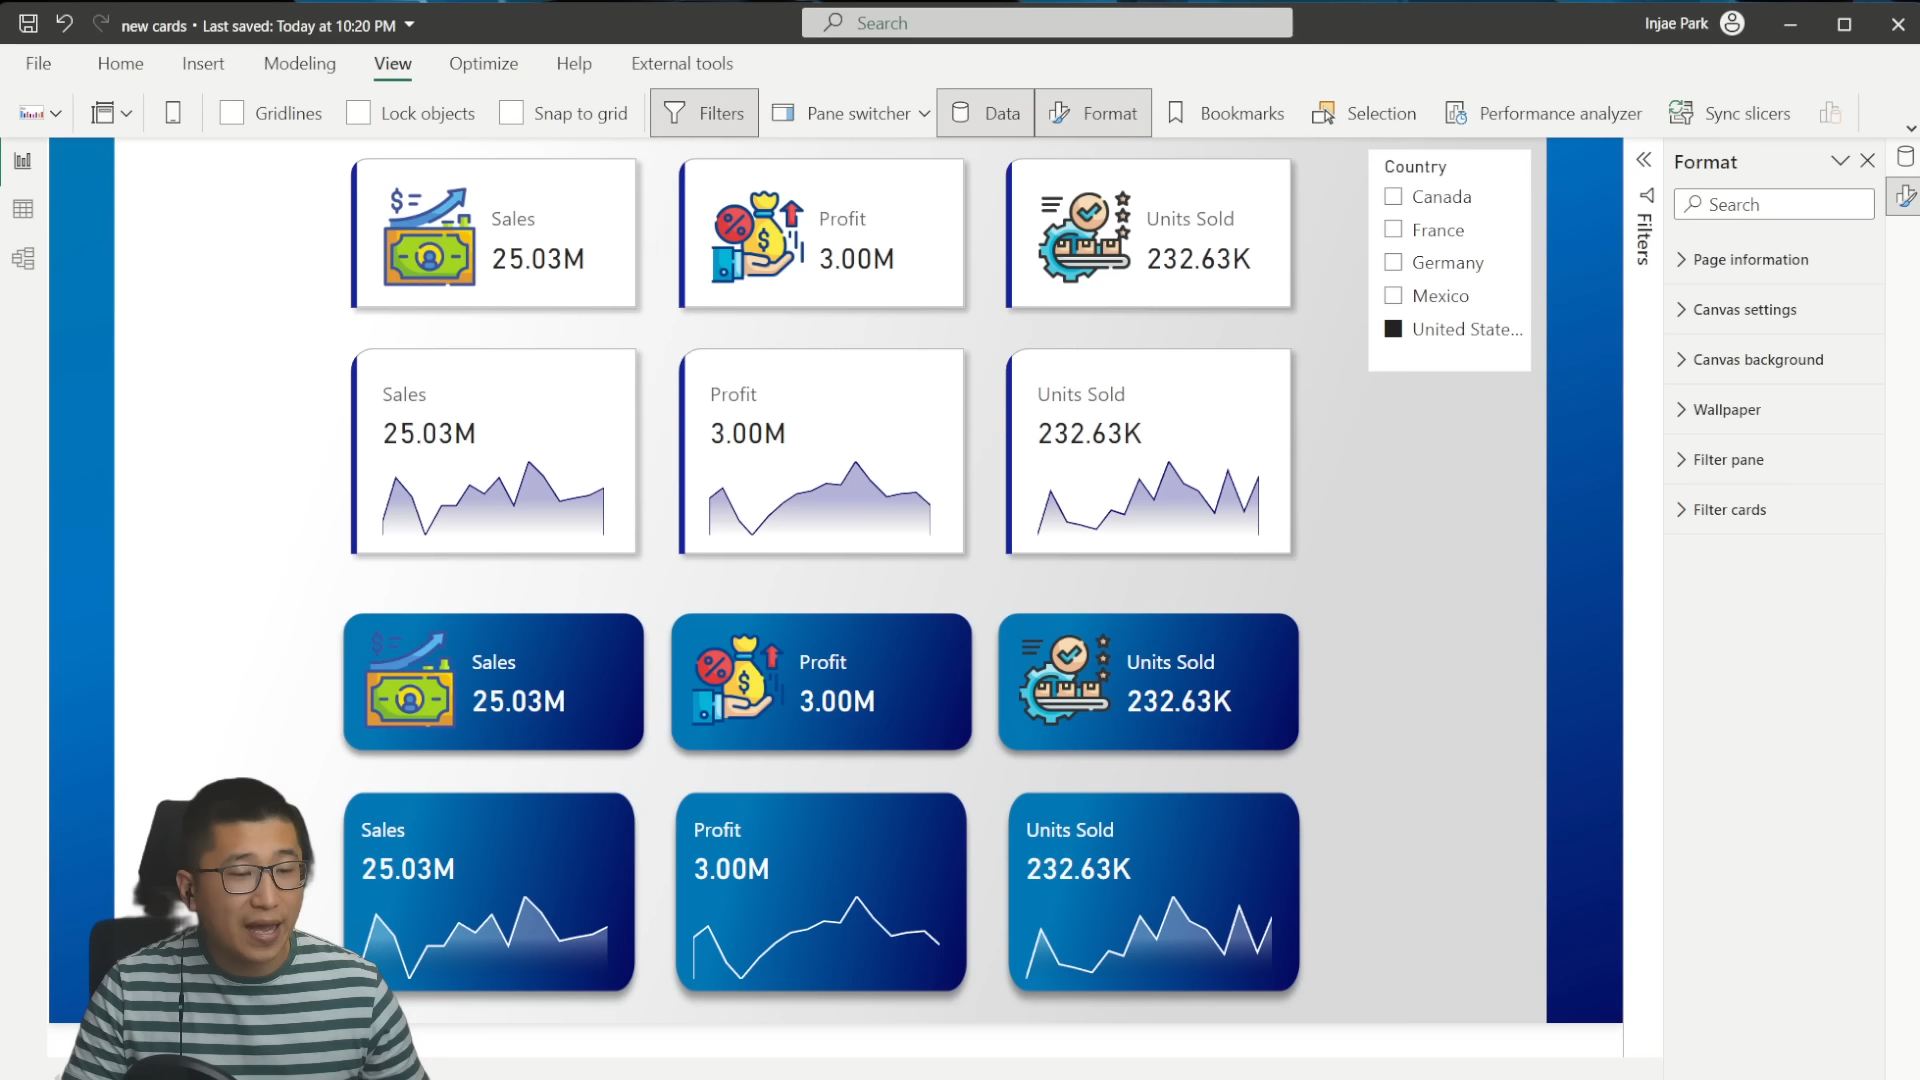 new cards • Last saved: Today at 10:20 PM
Search
Injae Park
File Home Insert Modeling View Optimize Help External tools
Gridlines Lock objects Snap to grid Filters Pane switcher Data Format Bookmarks Selection Performance analyzer Sync slicers
Sales
25.03M
Profit
3.00M
Units Sold
232.63K
Country
Canada
France
Germany
Mexico
United State...
Sales
25.03M
Profit
3.00M
Units Sold
232.63K
Sales
25.03M
Profit
3.00M
Units Sold
232.63K
Sales
25.03M
Profit
3.00M
Units Sold
232.63K
Filters
Format
Search
Page information
Canvas settings
Canvas background
Wallpaper
Filter pane
Filter cards